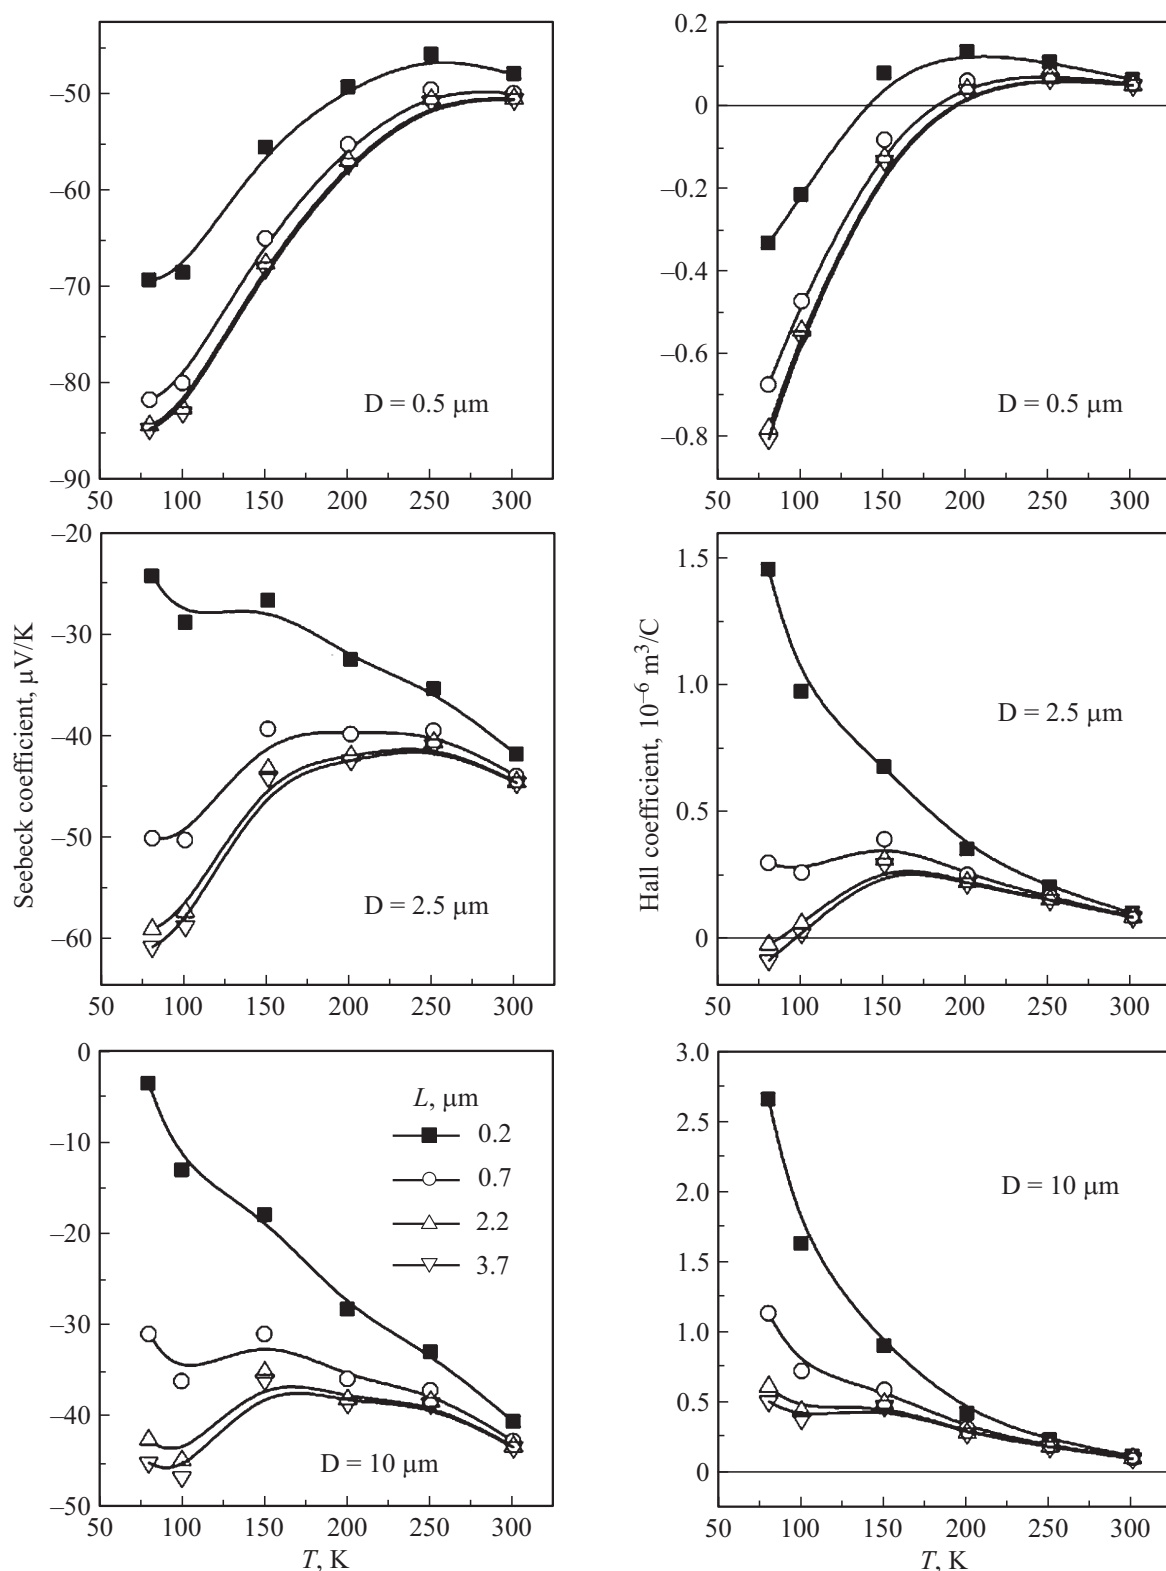 0.2
0
–0.2
–0.4
–0.6
–0.8
–50
–60
–70
–80
–90
D = 0.5 μm
D = 0.5 μm
50 100 150 200 250 300
50 100 150 200 250 300
–20
–30
–40
–50
–60
Seebeck coefficient, μV/K
D = 2.5 μm
50 100 150 200 250 300
1.5
1.0
0.5
0
Hall coefficient, 10⁻⁶ m³/C
D = 2.5 μm
50 100 150 200 250 300
0
–10
–20
–30
–40
–50
L, μm
0.2
0.7
2.2
3.7
D = 10 μm
50 100 150 200 250 300
T, K
3.0
2.5
2.0
1.5
1.0
0.5
0
D = 10 μm
50 100 150 200 250 300
T, K